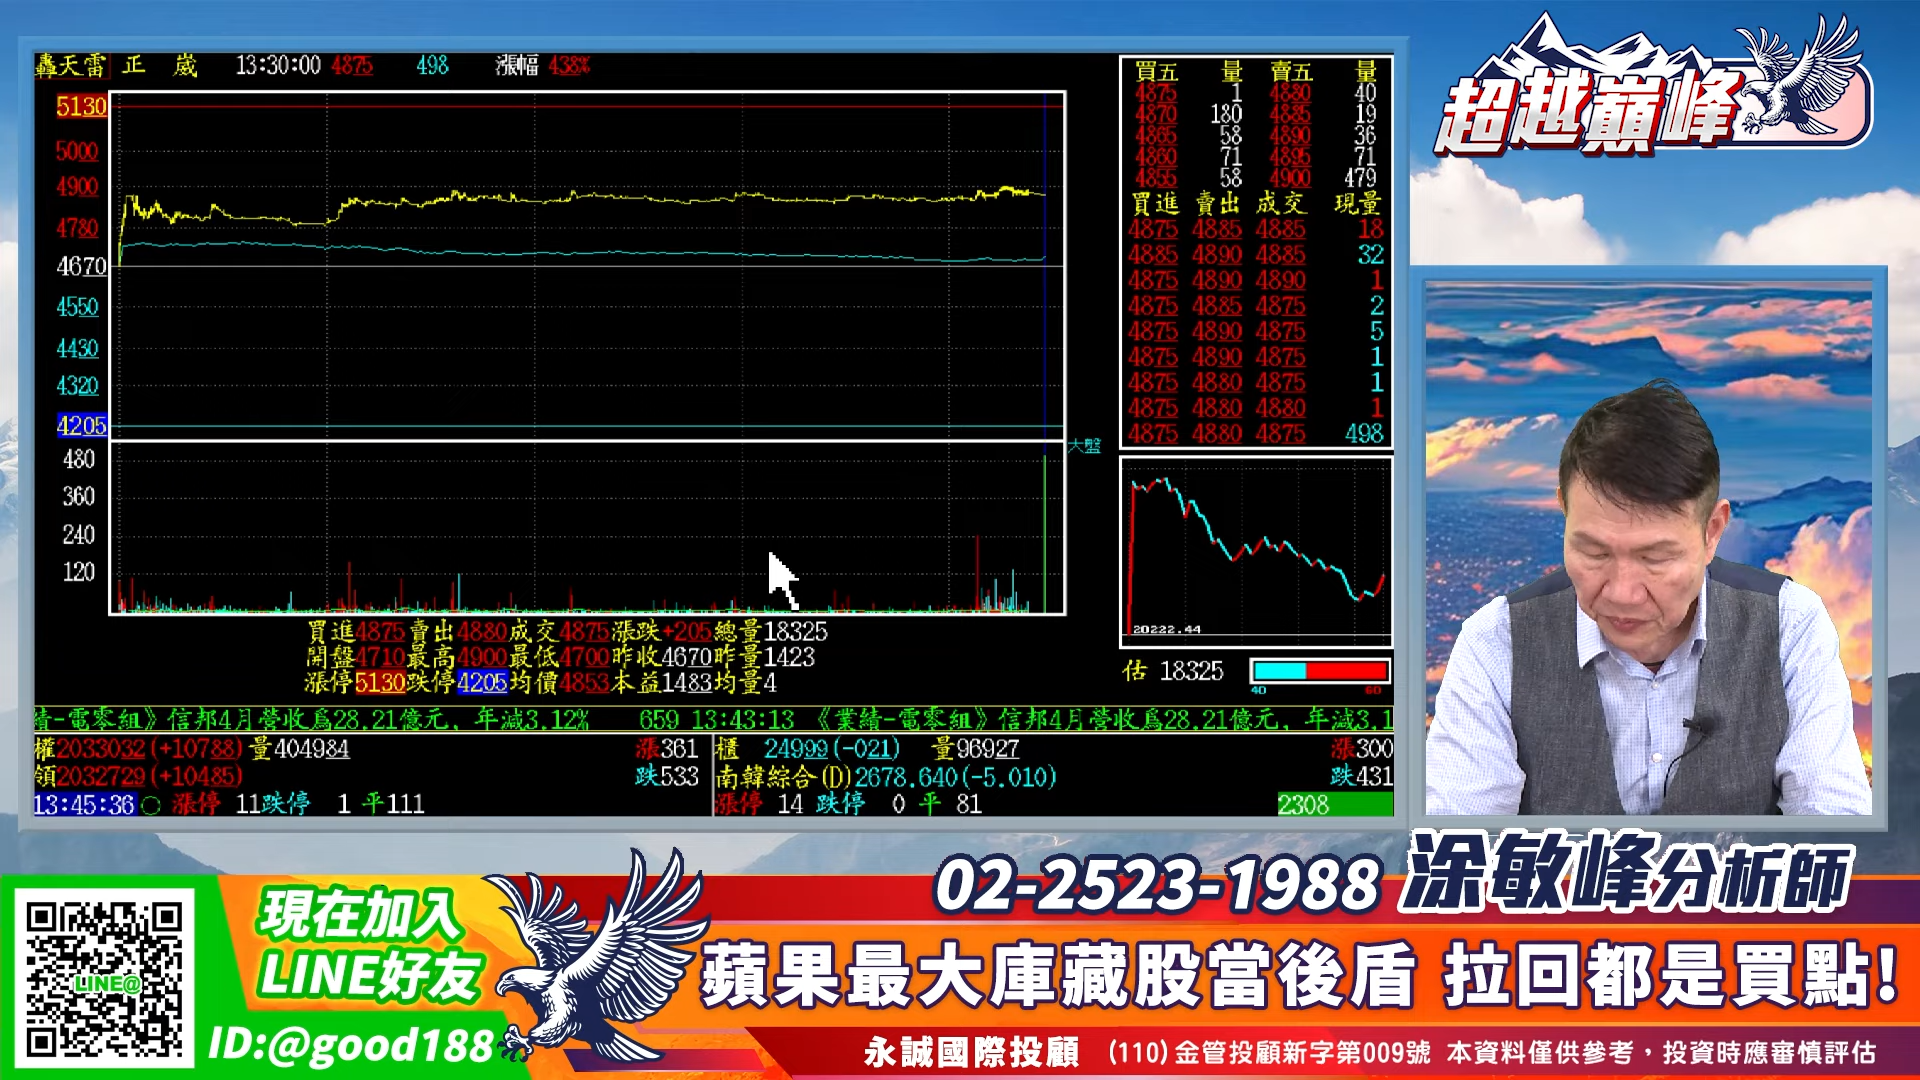 轟天雷 正 崴 13:30:00 4875 498 漲幅 438%
5130
5000
4900
4780
4670
4550
4430
4320
4205
480
360
240
120
大盤
買五 量 賣五 量
4875 1 4880 40
4870 180 4885 19
4865 58 4890 36
4860 71 4895 71
4855 58 4900 479
買進 賣出 成交 現量
4875 4885 4885 18
4885 4890 4885 32
4875 4890 4890 1
4875 4885 4875 2
4875 4890 4875 5
4875 4890 4875 1
4875 4880 4875 1
4875 4880 4880 1
4875 4880 4875 498
20222.44
估 18325
40 60
買進4875賣出4880成交4875漲跌+205總量18325
開盤4710最高4900最低4700昨收4670昨量1423
漲停5130跌停4205均價4853本益1483均量4
績-電零組》信邦4月營收為28.21億元, 年減3.12% 659 13:43:13 《業績-電零組》信邦4月營收為28.21億元, 年減3.1
權2033032(+10788)量404984 漲361
領2032729(+10485) 跌533
13:45:36 漲停 11跌停 1 平111
櫃 24999(-021) 量96927 漲300
南韓綜合(D)2678.640(-5.010) 跌431
漲停 14 跌停 0 平 81 2308
超越巔峰
02-2523-1988 涂敏峰分析師
現在加入
LINE好友
LINE@
ID:@good188
蘋果最大庫藏股當後盾 拉回都是買點!
永誠國際投顧 (110)金管投顧新字第009號 本資料僅供參考，投資時應審慎評估